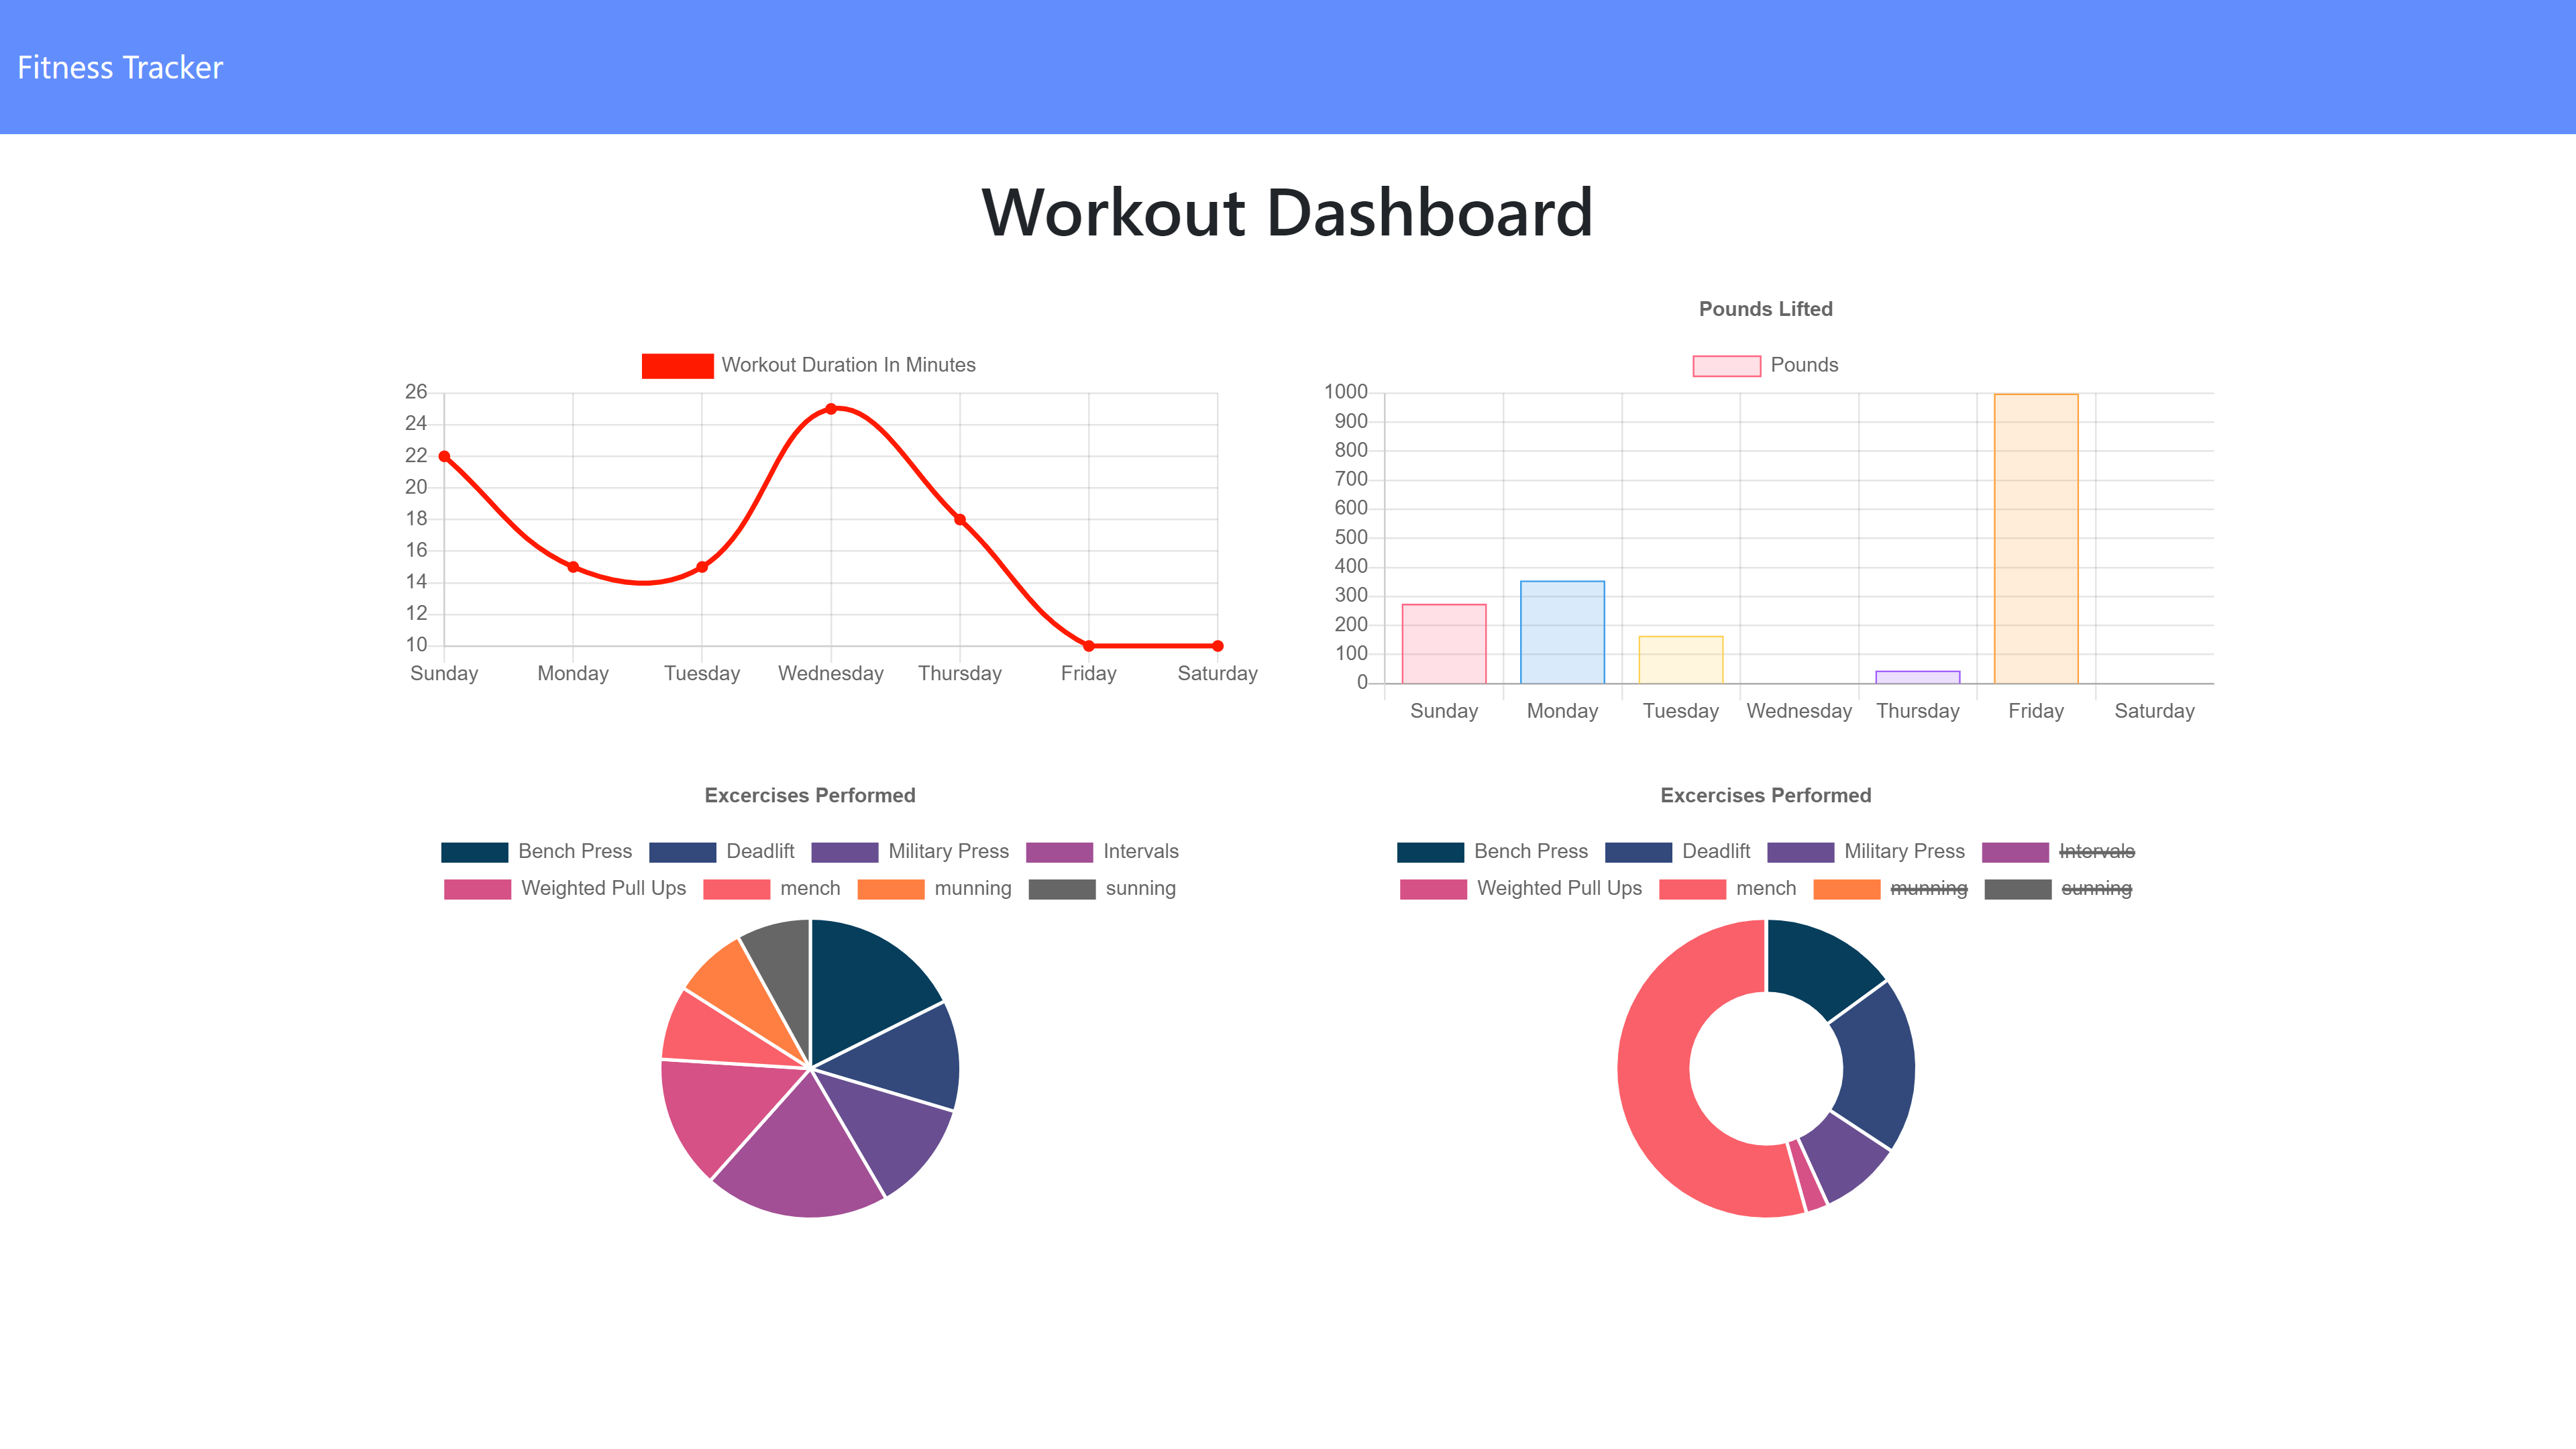 Fitness Tracker
Workout Dashboard
Workout Duration In Minutes
26
24
22
20
18
16
14
12
10
Sunday Monday Tuesday Wednesday Thursday Friday Saturday
Pounds Lifted
Pounds
1000
900
800
700
600
500
400
300
200
100
0
Sunday Monday Tuesday Wednesday Thursday Friday Saturday
Excercises Performed
Bench Press Deadlift Military Press Intervals
Weighted Pull Ups mench munning sunning
Excercises Performed
Bench Press Deadlift Military Press Intervals
Weighted Pull Ups mench munning sunning